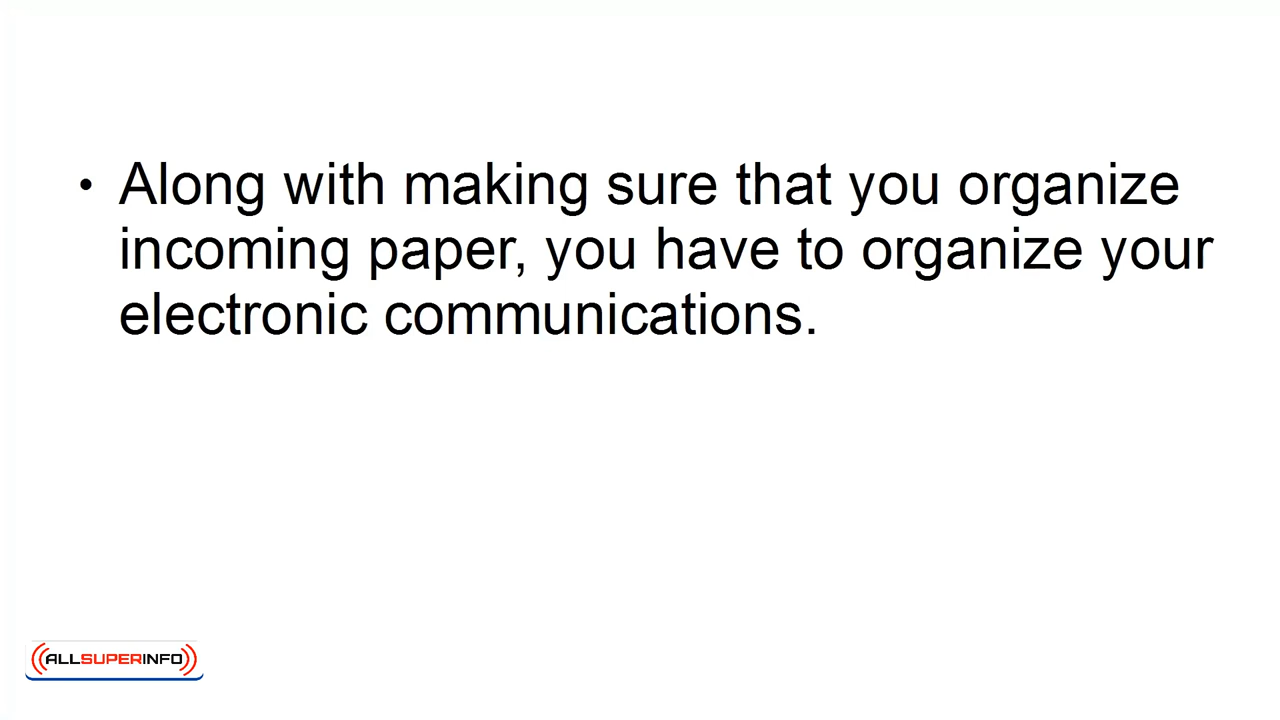 • Along with making sure that you organize
incoming paper, you have to organize your
electronic communications.
ALLSUPERINFO